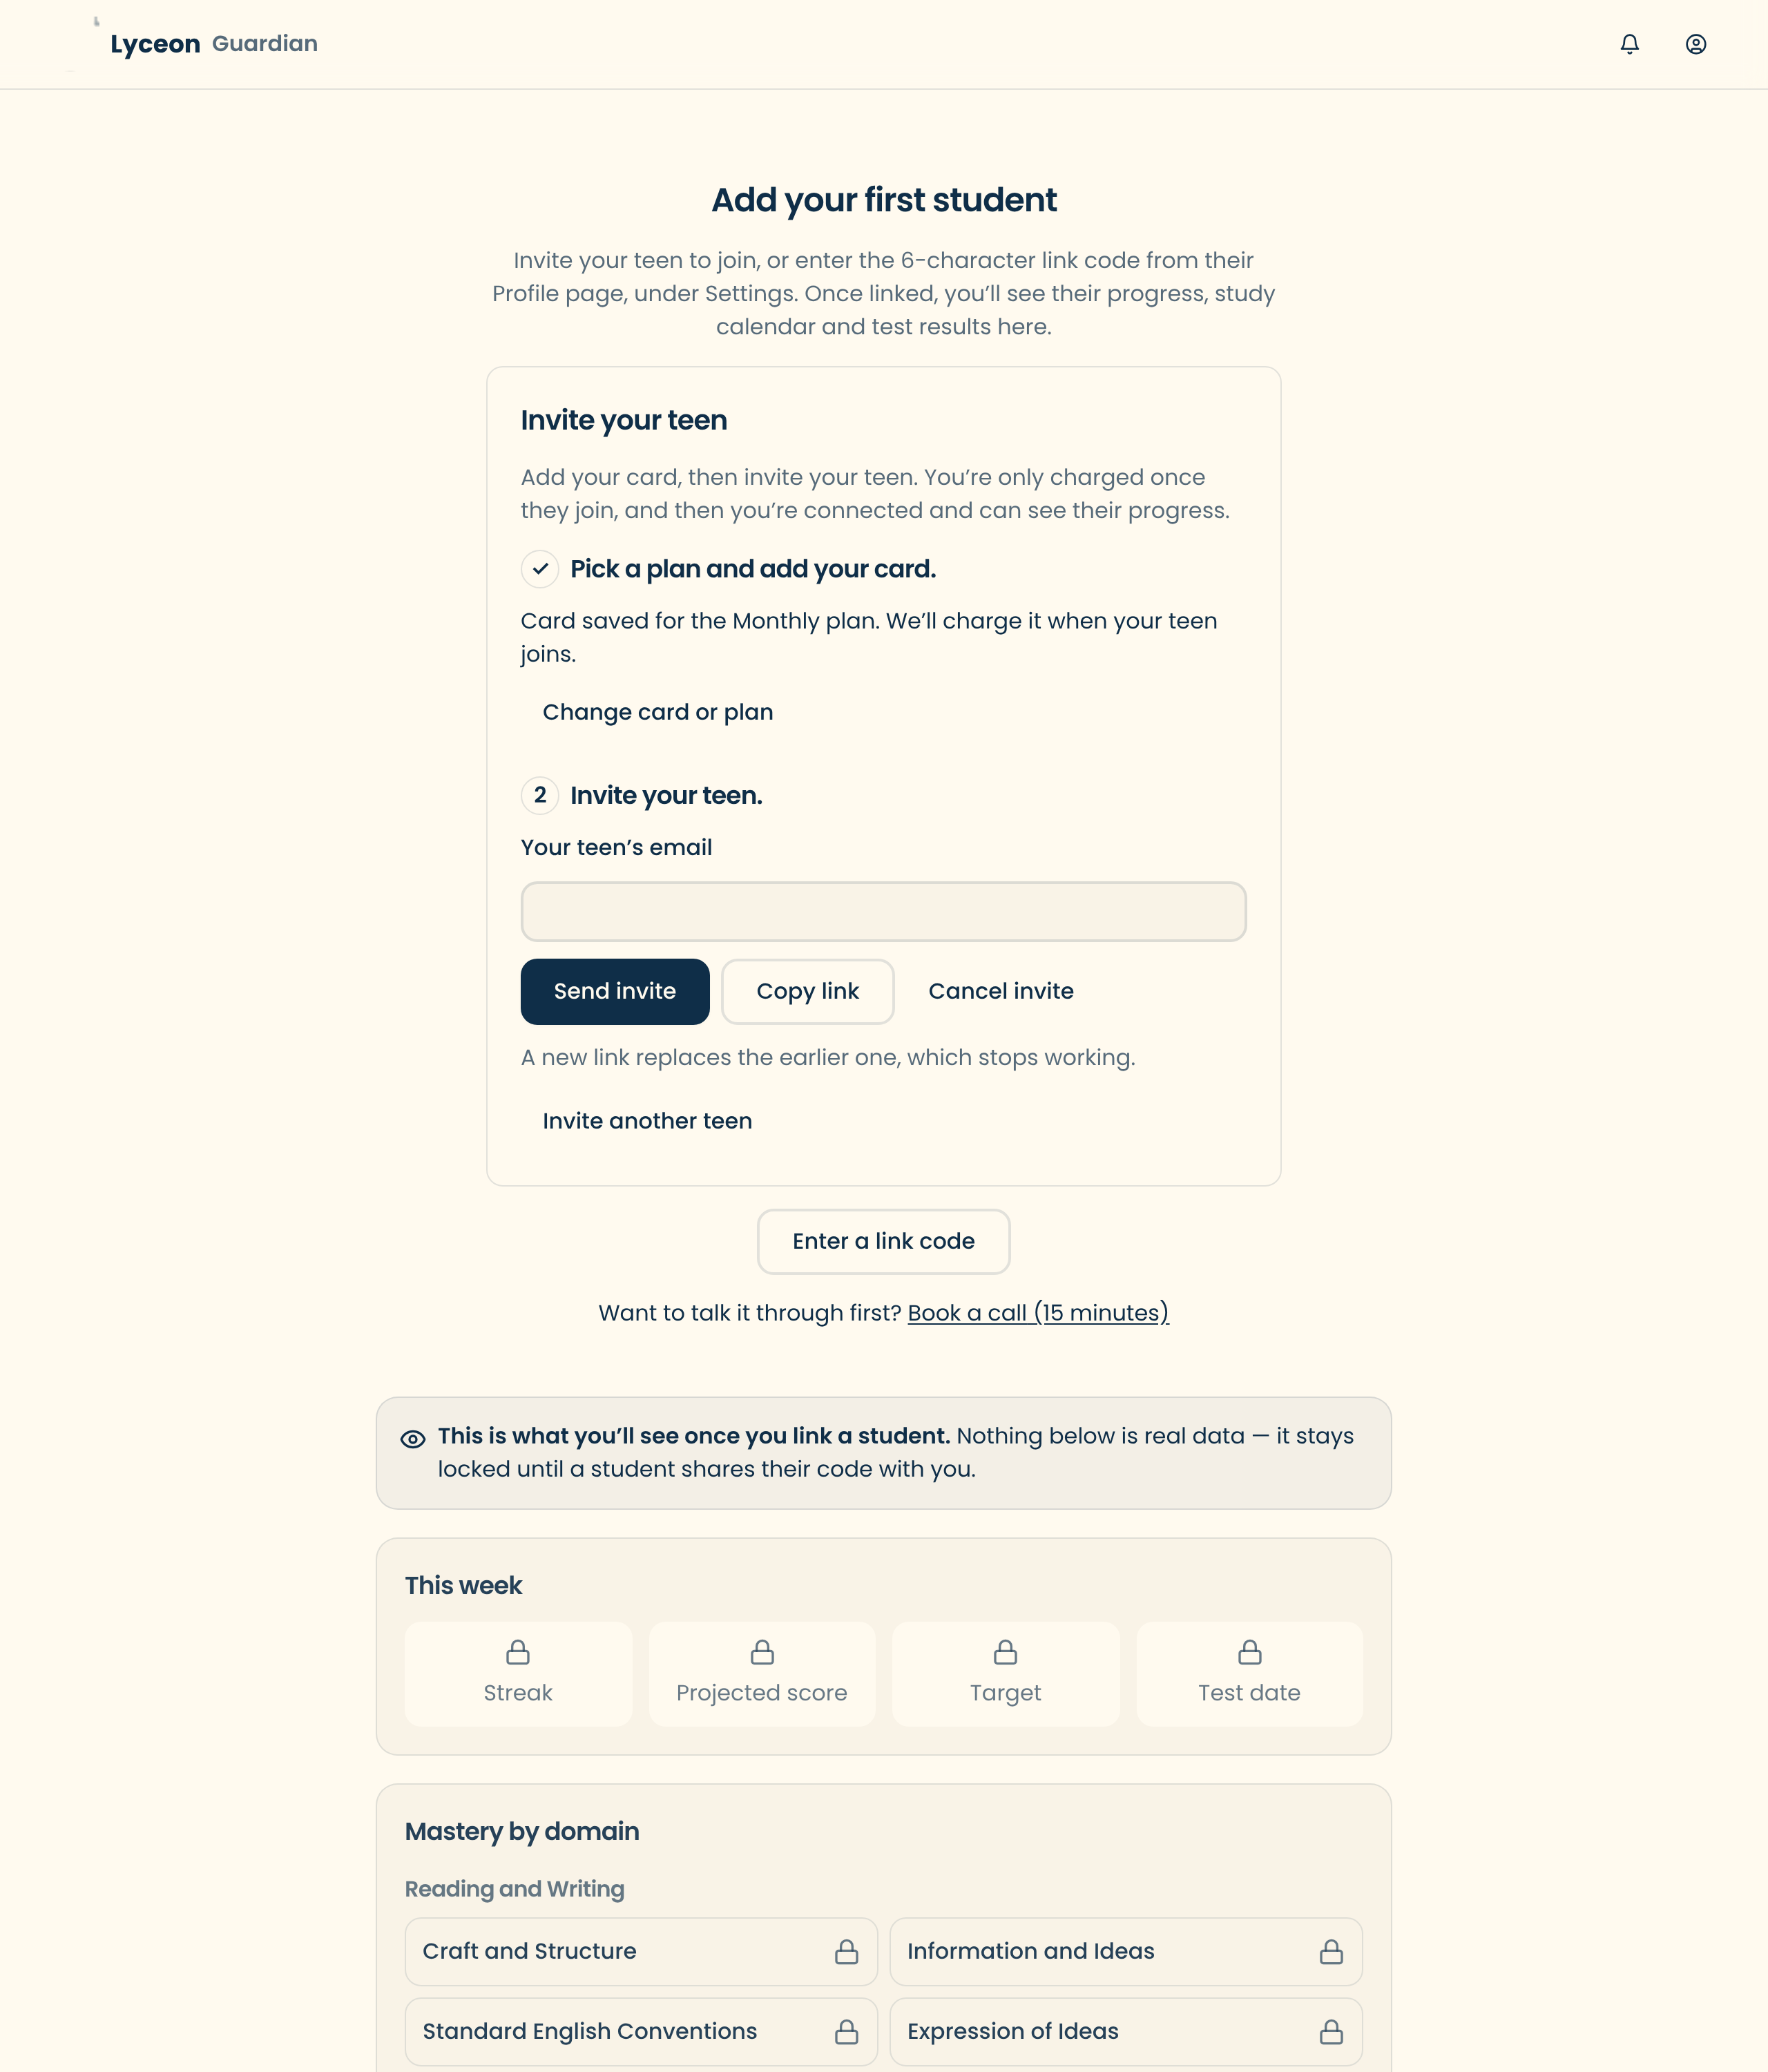 Lyceon Guardian
Add your first student
Invite your teen to join, or enter the 6-character link code from their
Profile page, under Settings. Once linked, you’ll see their progress, study
calendar and test results here.
Invite your teen
Add your card, then invite your teen. You’re only charged once
they join, and then you’re connected and can see their progress.
Pick a plan and add your card.
Card saved for the Monthly plan. We’ll charge it when your teen
joins.
Change card or plan
2 Invite your teen.
Your teen’s email
Send invite Copy link Cancel invite
A new link replaces the earlier one, which stops working.
Invite another teen
Enter a link code
Want to talk it through first? Book a call (15 minutes)
This is what you’ll see once you link a student. Nothing below is real data — it stays
locked until a student shares their code with you.
This week
Streak Projected score Target Test date
Mastery by domain
Reading and Writing
Craft and Structure Information and Ideas
Standard English Conventions Expression of Ideas